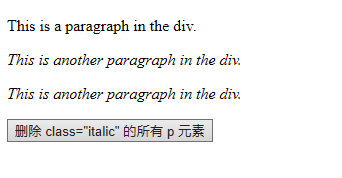 This is a paragraph in the div.
This is another paragraph in the div.
This is another paragraph in the div.
删除 class="italic" 的所有 p 元素